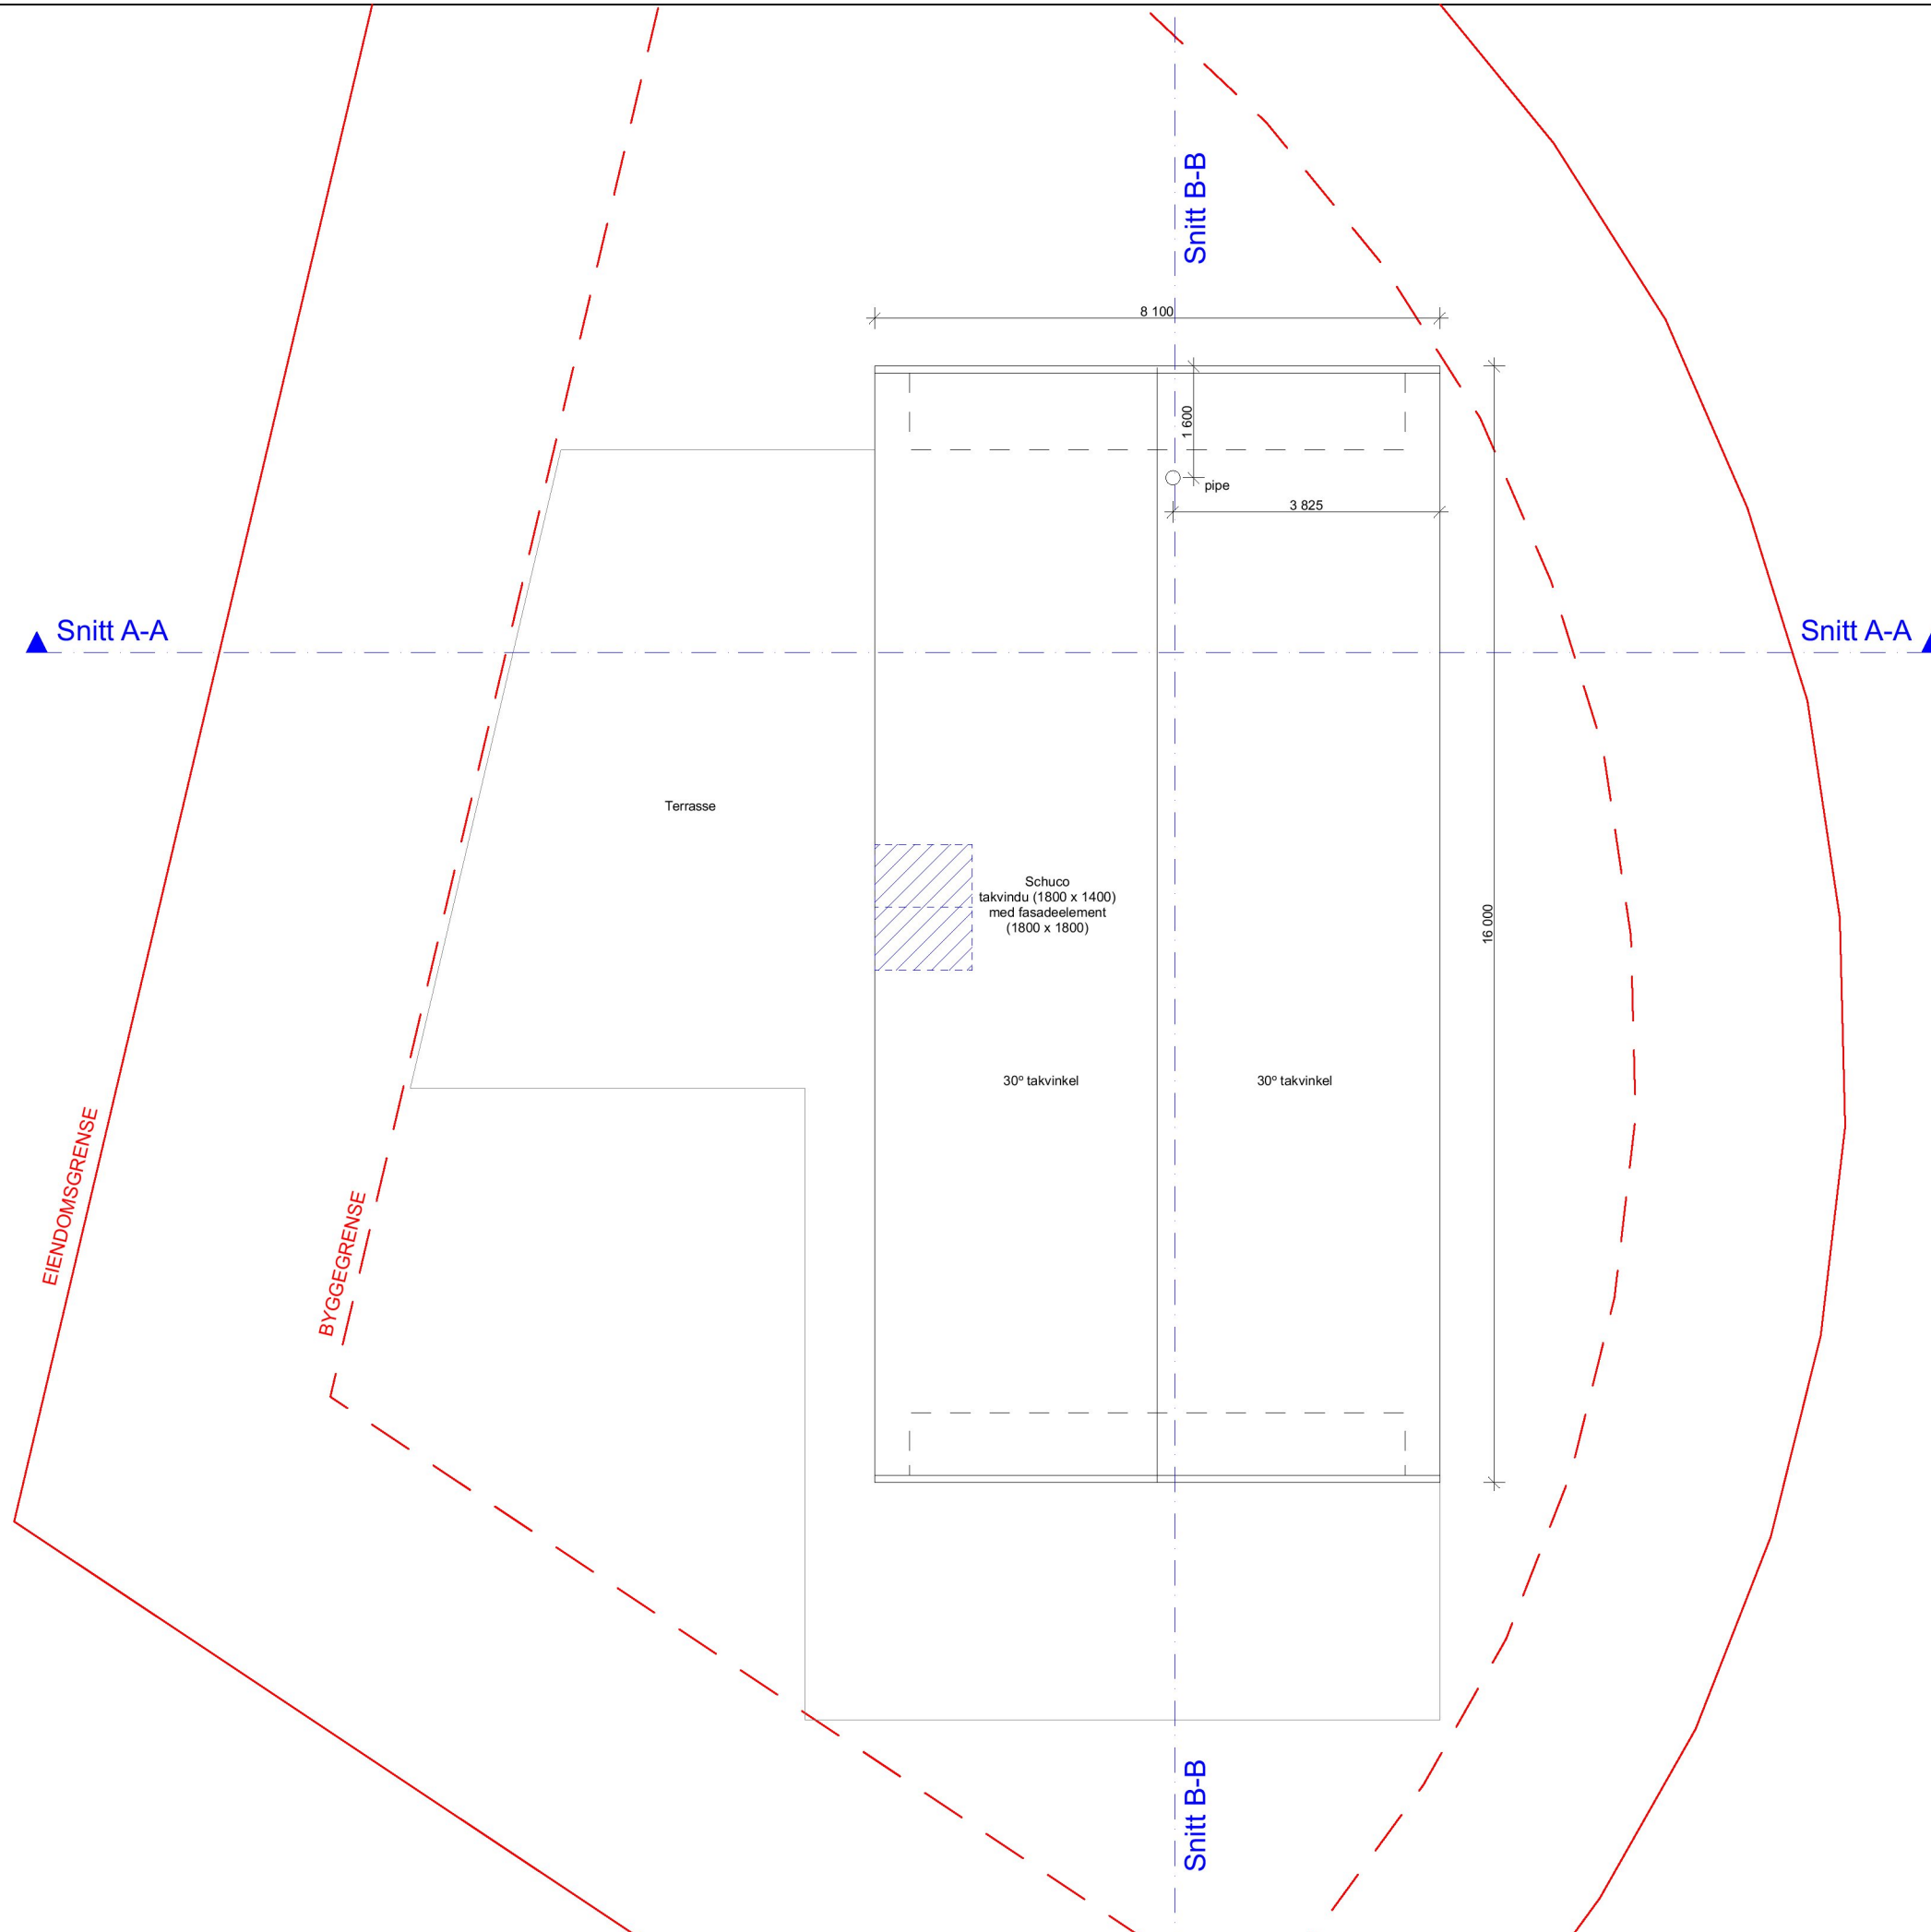 Snitt B-B
8 100
1 600
pipe
3 825
Snitt A-A
Snitt A-A
Terrasse
Schuco
takvindu (1800 x 1400)
med fasadeelement
(1800 x 1800)
16 000
30º takvinkel
30º takvinkel
EIENDOMSGRENSE
BYGGEGRENSE
Snitt B-B